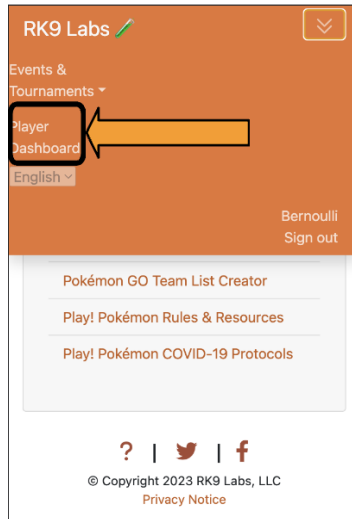 RK9 Labs
Events &
Tournaments
Player
Dashboard
English
Bernoulli
Sign out
Pokémon GO Team List Creator
Play! Pokémon Rules & Resources
Play! Pokémon COVID-19 Protocols
? | |
© Copyright 2023 RK9 Labs, LLC
Privacy Notice